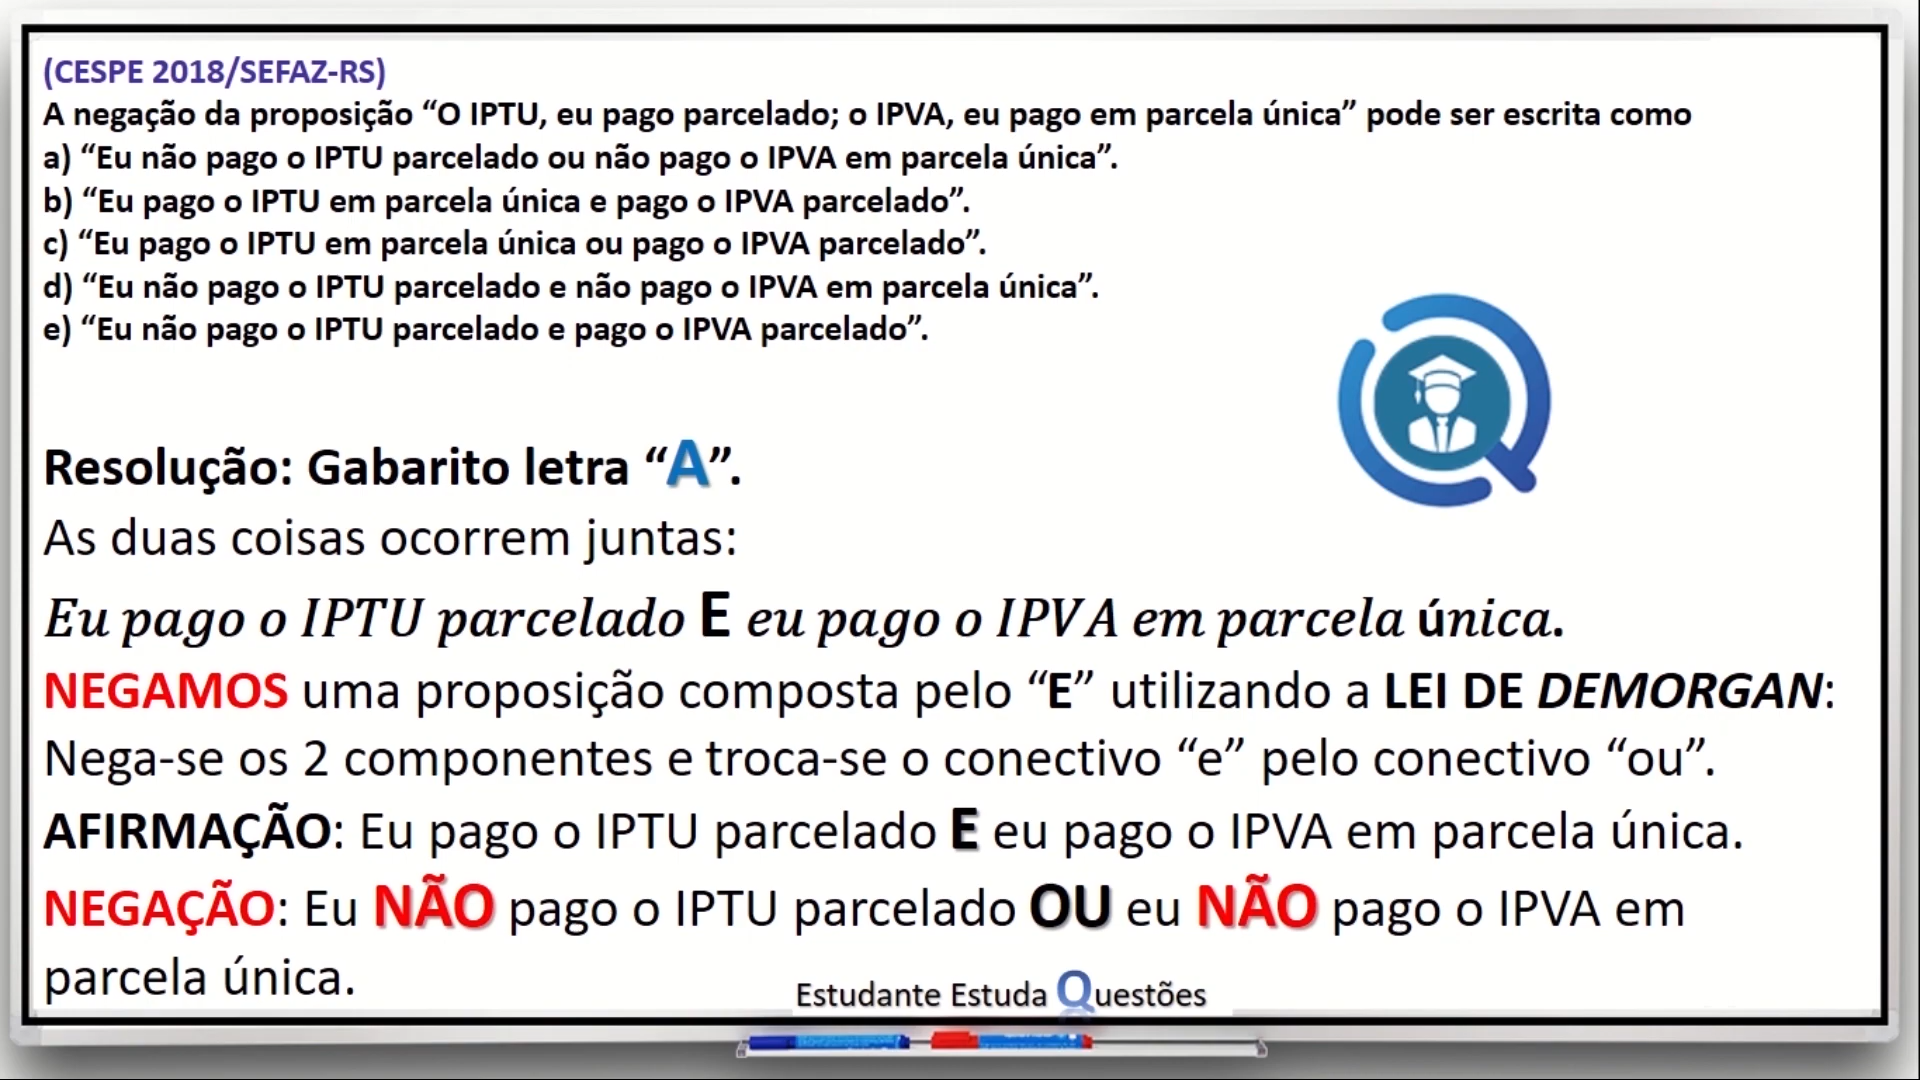 (CESPE 2018/SEFAZ-RS)
A negação da proposição “O IPTU, eu pago parcelado; o IPVA, eu pago em parcela única” pode ser escrita como
a) “Eu não pago o IPTU parcelado ou não pago o IPVA em parcela única”.
b) “Eu pago o IPTU em parcela única e pago o IPVA parcelado”.
c) “Eu pago o IPTU em parcela única ou pago o IPVA parcelado”.
d) “Eu não pago o IPTU parcelado e não pago o IPVA em parcela única”.
e) “Eu não pago o IPTU parcelado e pago o IPVA parcelado”.
Resolução: Gabarito letra “A”.
As duas coisas ocorrem juntas:
Eu pago o IPTU parcelado E eu pago o IPVA em parcela única.
NEGAMOS uma proposição composta pelo “E” utilizando a LEI DE DEMORGAN:
Nega-se os 2 componentes e troca-se o conectivo “e” pelo conectivo “ou”.
AFIRMAÇÃO: Eu pago o IPTU parcelado E eu pago o IPVA em parcela única.
NEGAÇÃO: Eu NÃO pago o IPTU parcelado OU eu NÃO pago o IPVA em
parcela única.
Estudante Estuda Questões